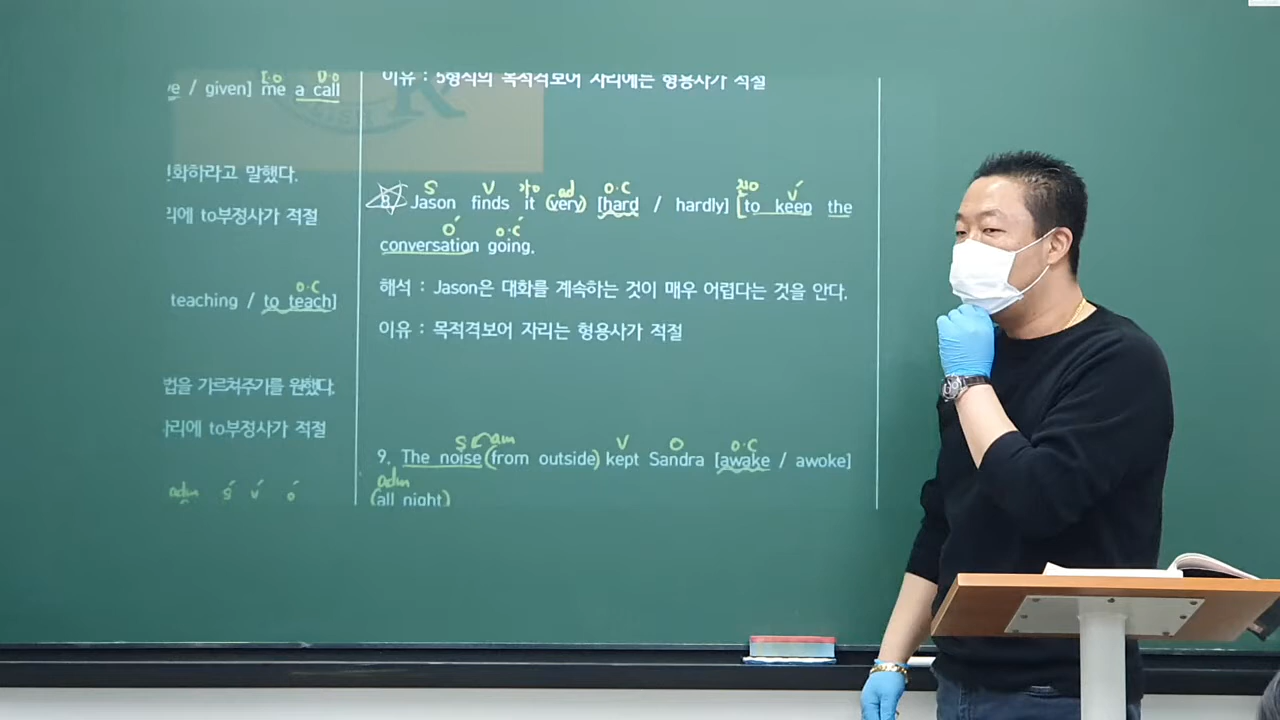 / given] me a call
화하라고 말했다.
리에 to부정사가 적절
teaching / to teach]
법을 가르쳐주기를 원했다.
자리에 to부정사가 적절
이유 : 5형식의 목적격보어 자리에는 형용사가 적절
8 Jason finds it (very) [hard / hardly] [to keep the
conversation going.
해석 : Jason은 대화를 계속하는 것이 매우 어렵다는 것을 안다.
이유 : 목적격보어 자리는 형용사가 적절
9. The noise (from outside) kept Sandra [awake / awoke]
(all night)